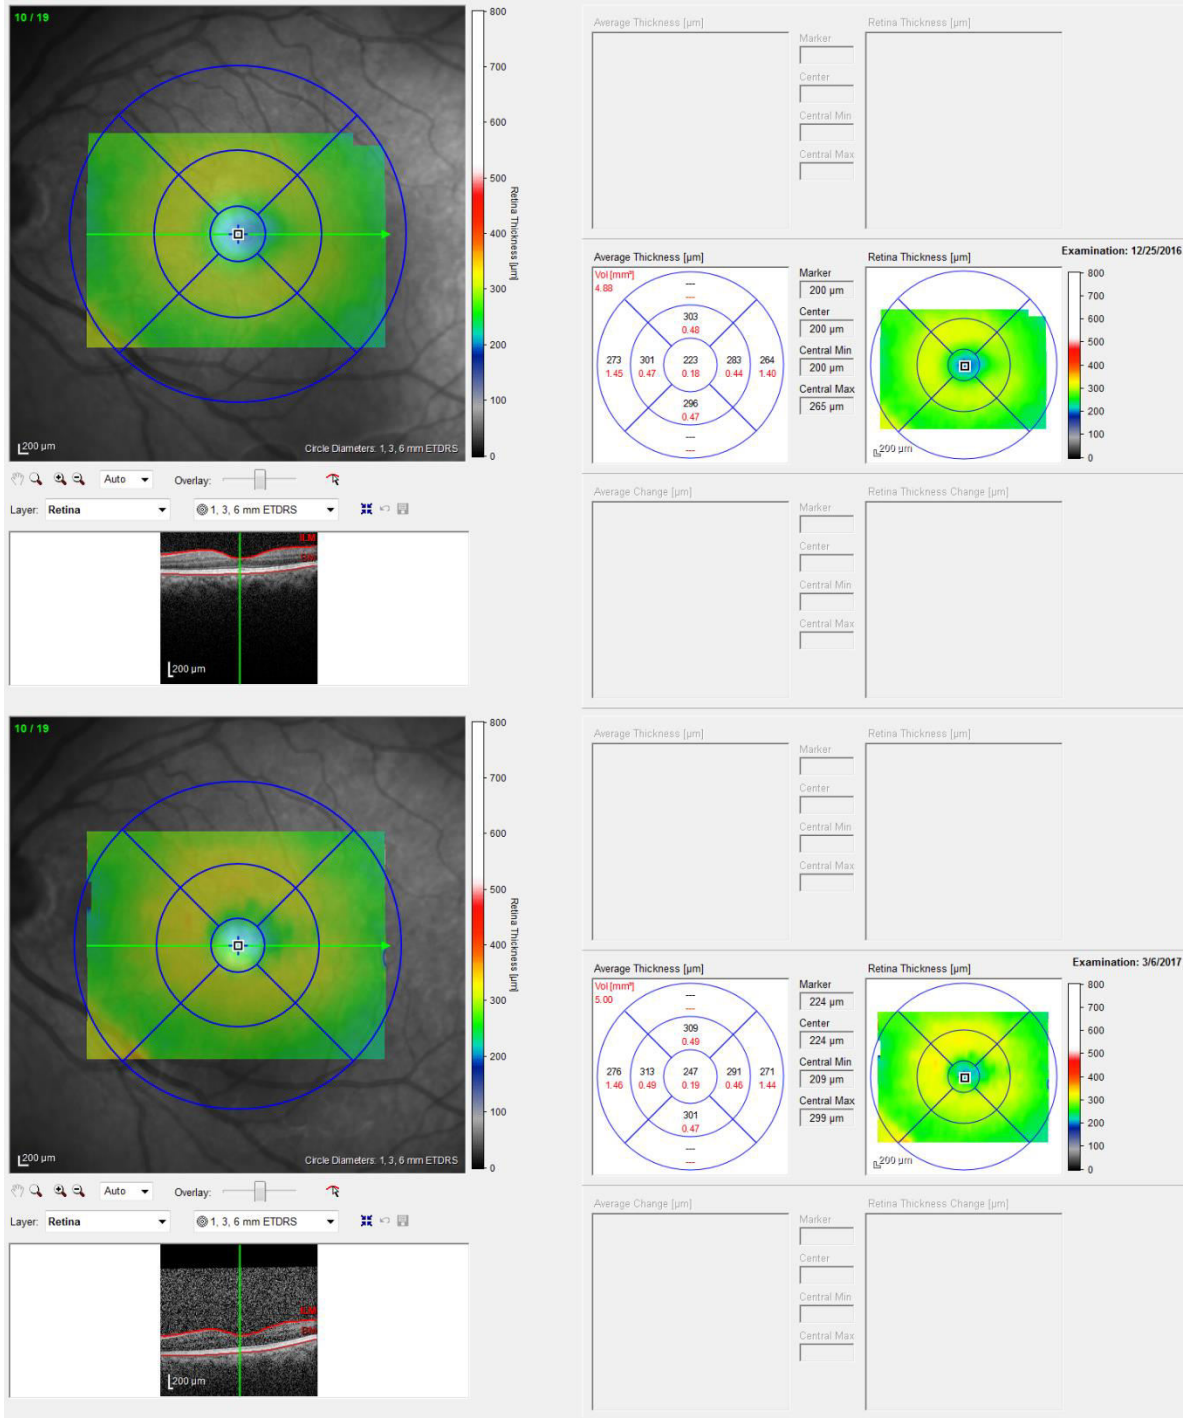 10 / 19
800
700
600
500
400
300
200
100
0
Retina Thickness [µm]
200 µm
Circle Diameters: 1, 3, 6 mm ETDRS
Auto
Overlay:
Layer: Retina
1, 3, 6 mm ETDRS
ILM
BM
200 µm
Average Thickness [µm]
Retina Thickness [µm]
Marker
Center
Central Min
Central Max
Examination: 12/25/2016
Average Thickness [µm]
Vol [mm³]
4.88
---
---
303
0.48
273 301 223 283 264
1.45 0.47 0.18 0.44 1.40
296
0.47
---
---
Marker
200 µm
Center
200 µm
Central Min
200 µm
Central Max
265 µm
Retina Thickness [µm]
200 µm
800
700
600
500
400
300
200
100
0
Average Change [µm]
Retina Thickness Change [µm]
Marker
Center
Central Min
Central Max
10 / 19
800
700
600
500
400
300
200
100
0
Retina Thickness [µm]
200 µm
Circle Diameters: 1, 3, 6 mm ETDRS
Auto
Overlay:
Layer: Retina
1, 3, 6 mm ETDRS
ILM
BM
200 µm
Average Thickness [µm]
Retina Thickness [µm]
Marker
Center
Central Min
Central Max
Examination: 3/6/2017
Average Thickness [µm]
Vol [mm³]
5.00
---
---
309
0.49
276 313 247 291 271
1.46 0.49 0.19 0.46 1.44
301
0.47
---
---
Marker
224 µm
Center
224 µm
Central Min
209 µm
Central Max
299 µm
Retina Thickness [µm]
200 µm
800
700
600
500
400
300
200
100
0
Average Change [µm]
Retina Thickness Change [µm]
Marker
Center
Central Min
Central Max